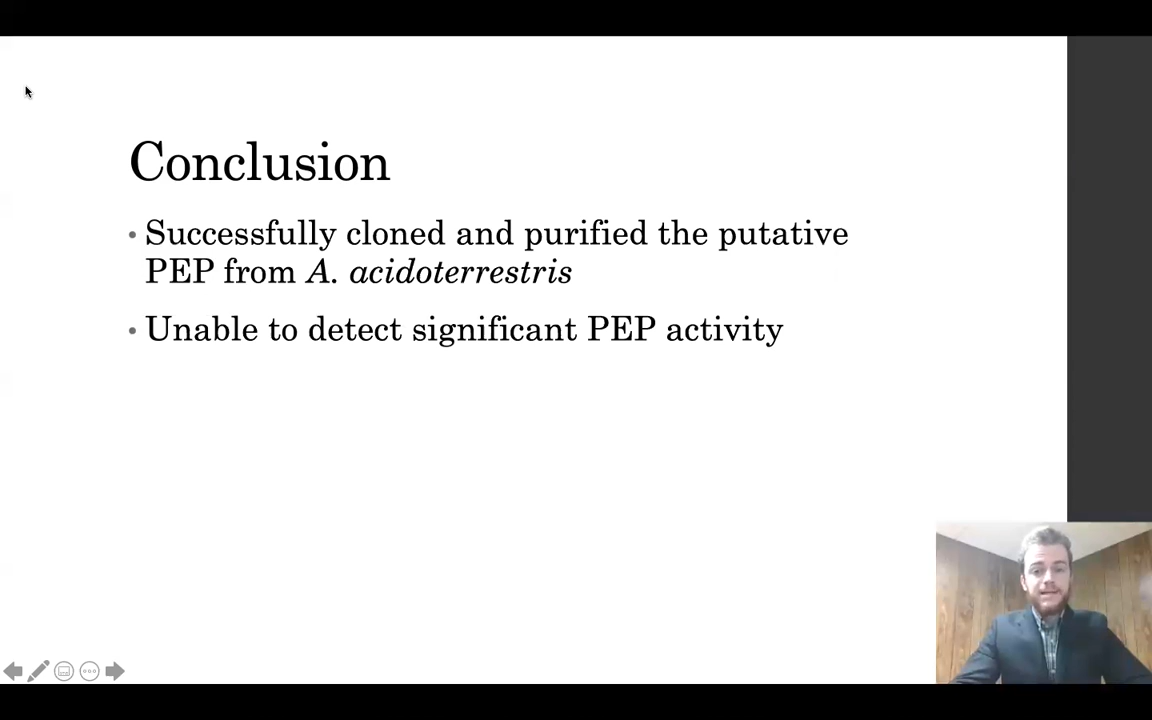 Conclusion
• Successfully cloned and purified the putative
PEP from A. acidoterrestris
• Unable to detect significant PEP activity